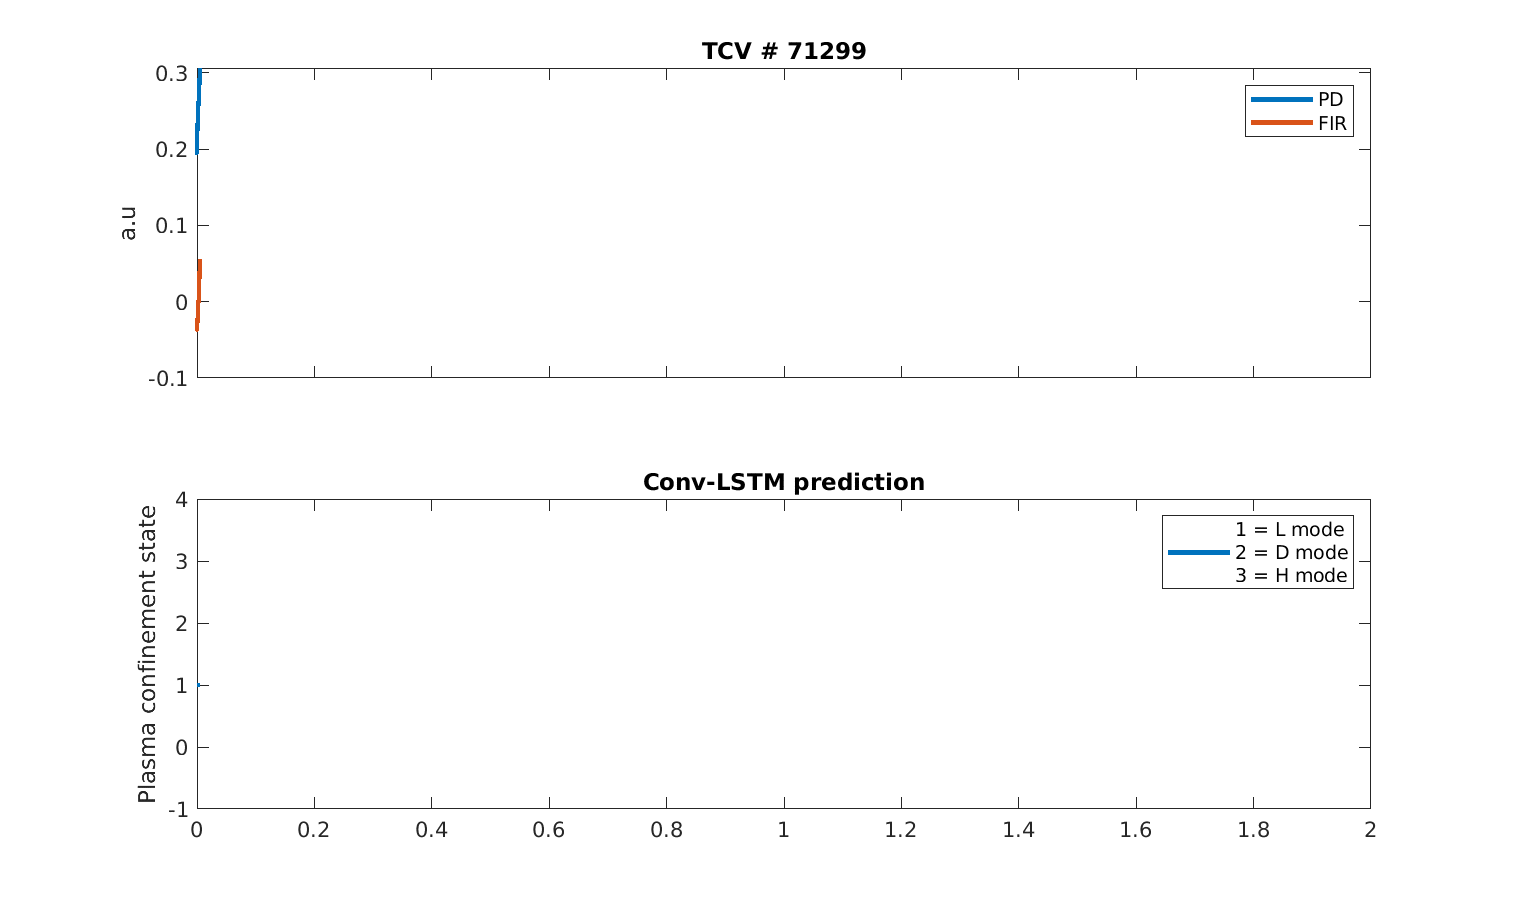 TCV # 71299
0.3
0.2
0.1
0
-0.1
a.u
PD
FIR
Conv-LSTM prediction
4
3
2
1
0
-1
Plasma confinement state
1 = L mode
2 = D mode
3 = H mode
0 0.2 0.4 0.6 0.8 1 1.2 1.4 1.6 1.8 2